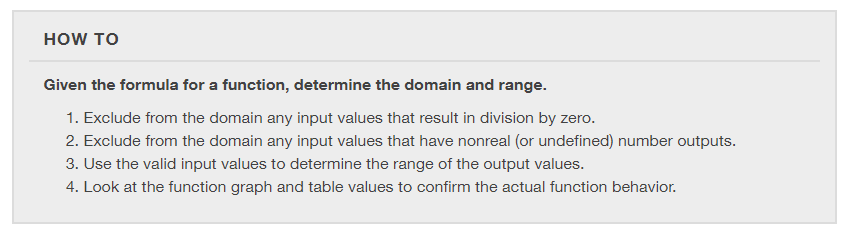 HOW TO
Given the formula for a function, determine the domain and range.
1. Exclude from the domain any input values that result in division by zero.
2. Exclude from the domain any input values that have nonreal (or undefined) number outputs.
3. Use the valid input values to determine the range of the output values.
4. Look at the function graph and table values to confirm the actual function behavior.